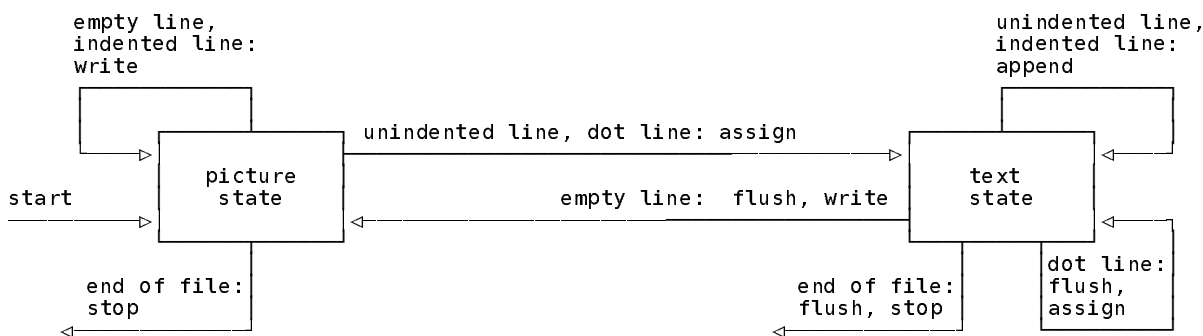 empty line,
indented line:
write
unindented line,
indented line:
append
unindented line, dot line: assign
picture
state
text
state
start
empty line:  flush, write
end of file:
stop
end of file:
flush, stop
dot line:
flush,
assign